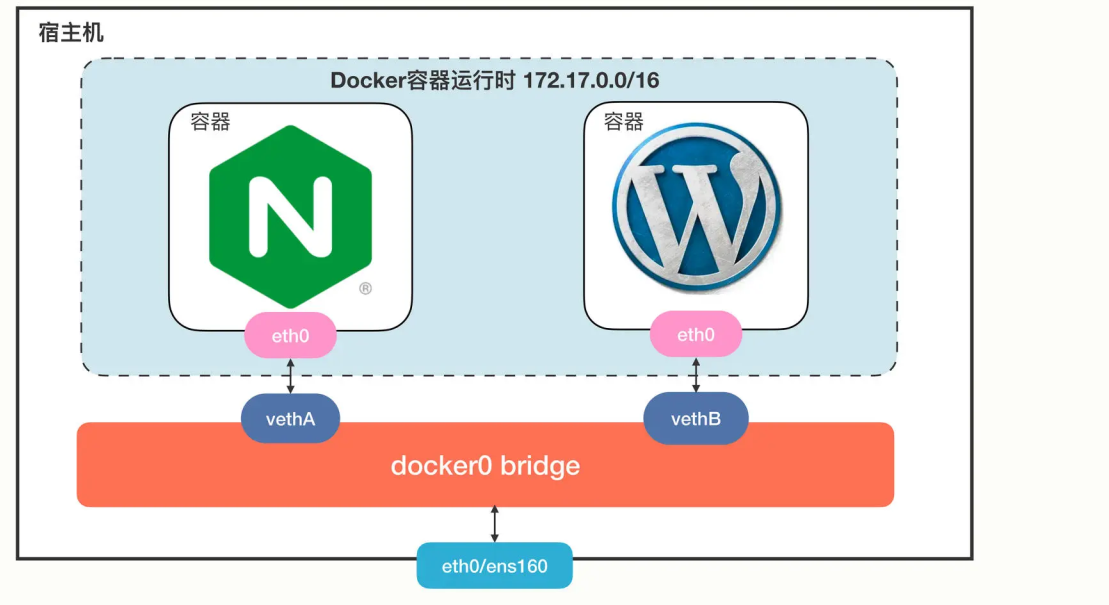 宿主机
Docker容器运行时 172.17.0.0/16
容器
容器
N
®
W
eth0
eth0
vethA
vethB
docker0 bridge
eth0/ens160